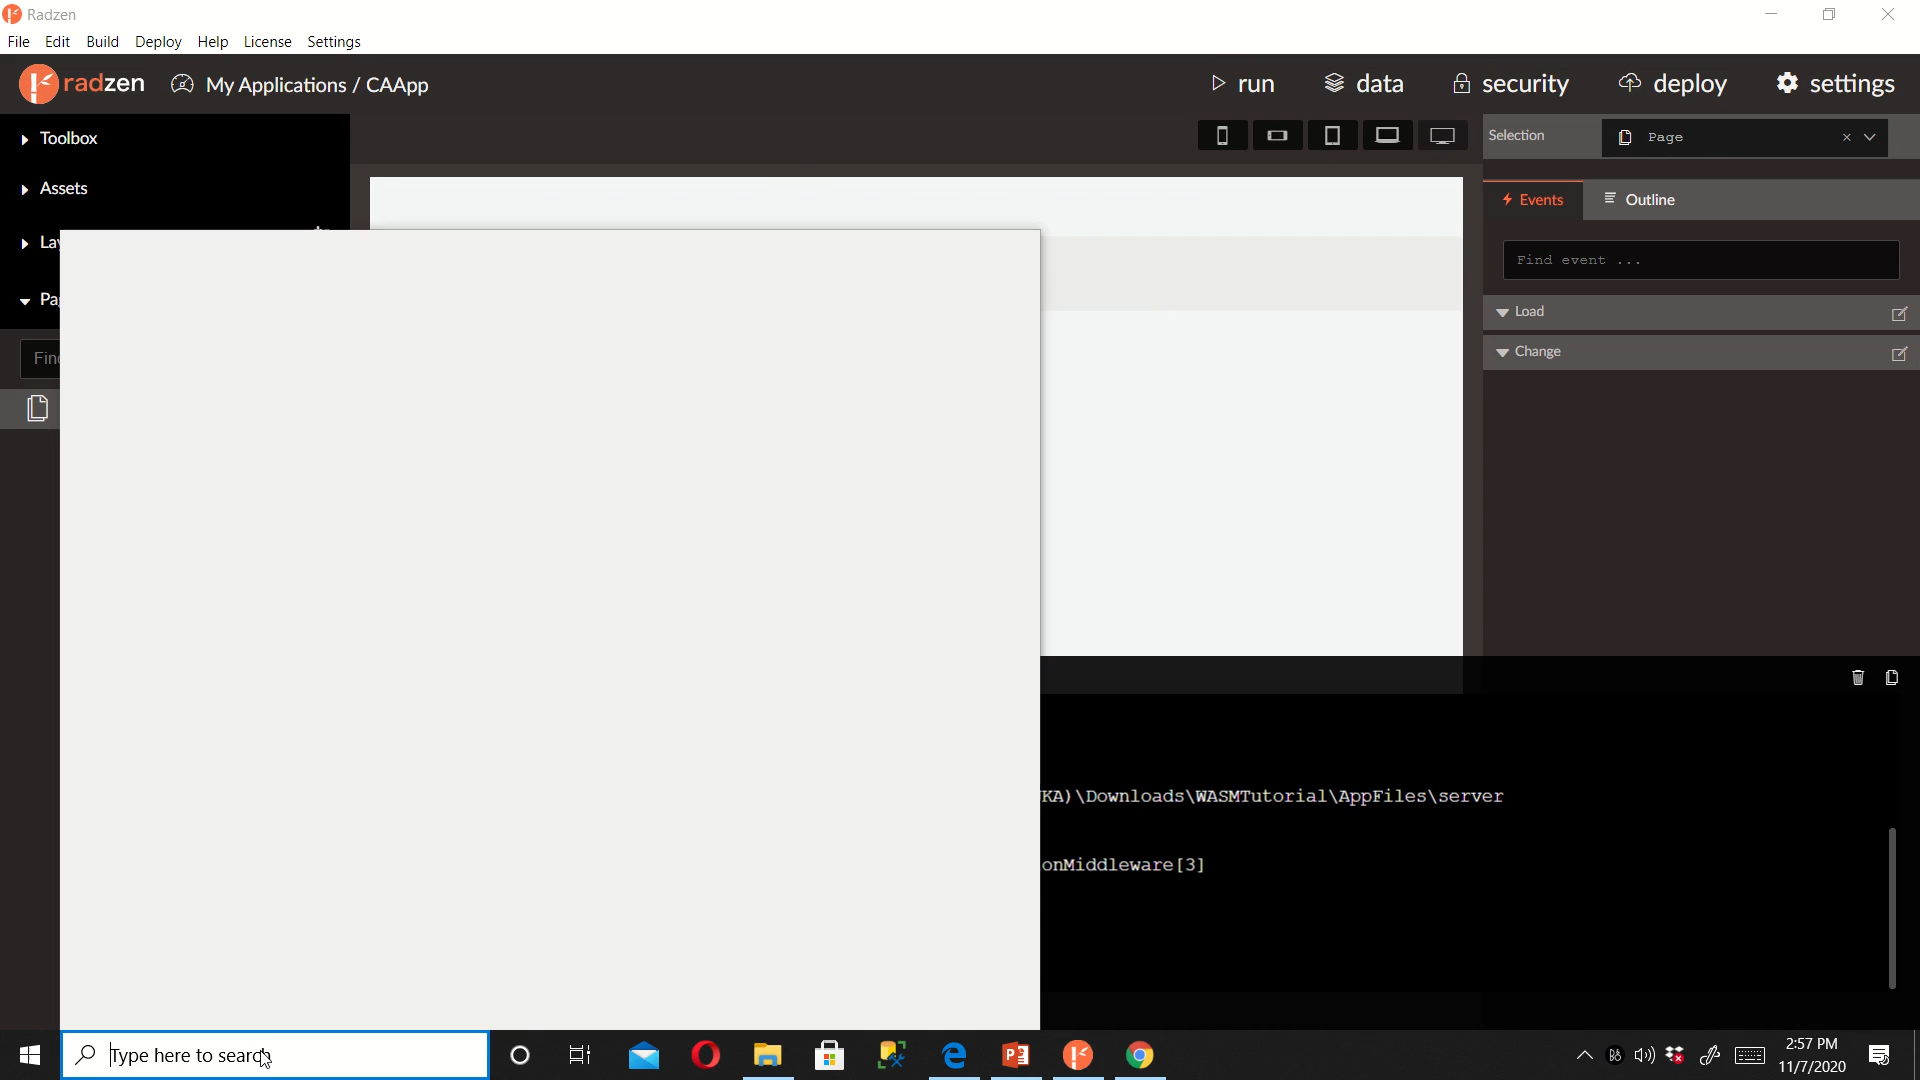 Radzen
File Edit Build Deploy Help License Settings
radzen My Applications / CAApp run data security deploy settings
Toolbox
Assets
Selection Page
Events Outline
Find event ...
Load
Change
KA)\Downloads\WASMTutorial\AppFiles\server
onMiddleware[3]
Type here to search
2:57 PM
11/7/2020